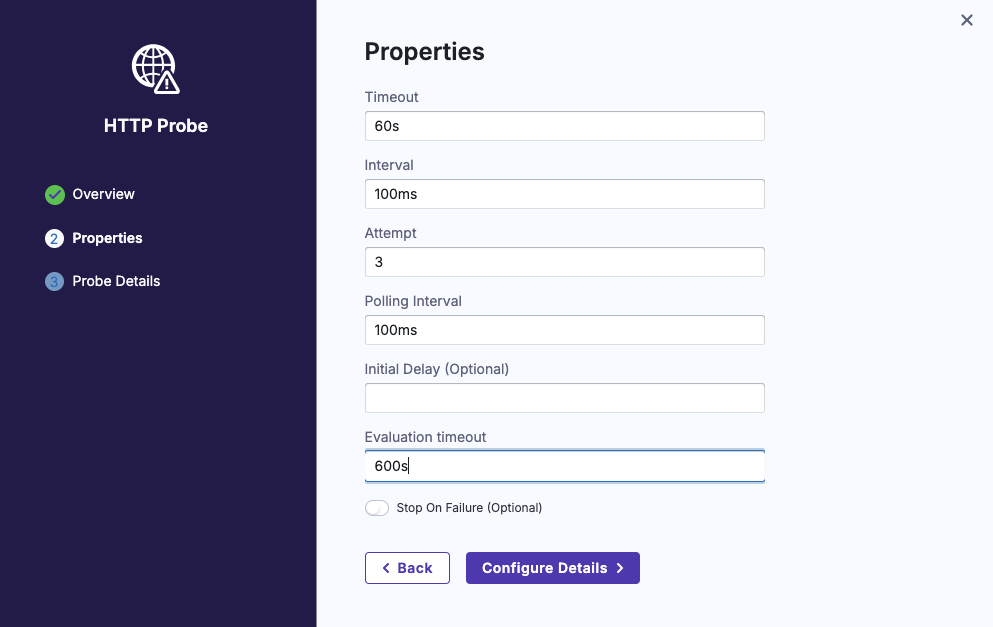 HTTP Probe
Overview
2 Properties
3 Probe Details
Properties
Timeout
60s
Interval
100ms
Attempt
3
Polling Interval
100ms
Initial Delay (Optional)
Evaluation timeout
600s
Stop On Failure (Optional)
Back
Configure Details